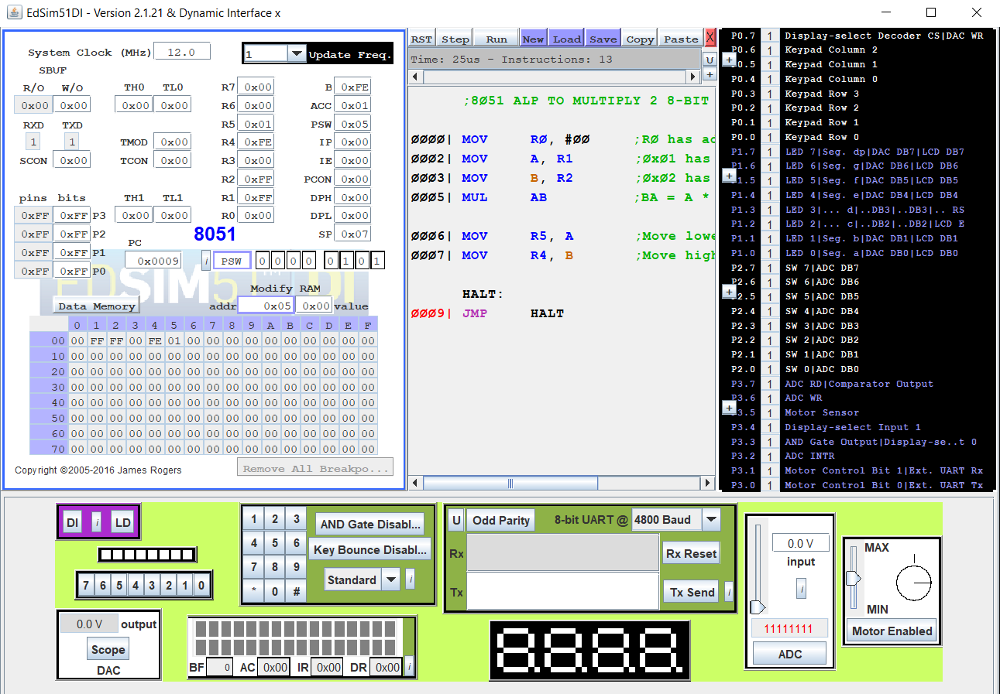 EdSim51DI - Version 2.1.21 & Dynamic Interface x
System Clock (MHz) 12.0 1 Update Freq.
SBUF
R/O W/O TH0 TL0 R7 0x00 B 0xFE
0x00 0x00 0x00 0x00 R6 0x00 ACC 0x01
RXD TXD R5 0x01 PSW 0x05
1 1 TMOD 0x00 R4 0xFE IP 0x00
SCON 0x00 TCON 0x00 R3 0x00 IE 0x00
R2 0xFF PCON 0x00
pins bits TH1 TL1 R1 0xFF DPH 0x00
0xFF 0xFF P3 0x00 0x00 R0 0x00 DPL 0x00
0xFF 0xFF P2 8051 SP 0x07
0xFF 0xFF P1 PC 0x0009 i PSW 0 0 0 0 0 1 0 1
0xFF 0xFF P0
EDSIM51 DI
TM
Modify RAM
Data Memory addr 0x05 0x00 value
0 1 2 3 4 5 6 7 8 9 A B C D E F
00 00 FF FF 00 FE 01 00 00 00 00 00 00 00 00 00 00
10 00 00 00 00 00 00 00 00 00 00 00 00 00 00 00 00
20 00 00 00 00 00 00 00 00 00 00 00 00 00 00 00 00
30 00 00 00 00 00 00 00 00 00 00 00 00 00 00 00 00
40 00 00 00 00 00 00 00 00 00 00 00 00 00 00 00 00
50 00 00 00 00 00 00 00 00 00 00 00 00 00 00 00 00
60 00 00 00 00 00 00 00 00 00 00 00 00 00 00 00 00
70 00 00 00 00 00 00 00 00 00 00 00 00 00 00 00 00
Copyright ©2005-2016 James Rogers Remove All Breakpo...
RST Step Run New Load Save Copy Paste X
Time: 25us - Instructions: 13 U
+
;8051 ALP TO MULTIPLY 2 8-BIT
0000| MOV R0, #00 ;R0 has ac
0002| MOV A, R1 ;0x01 has
0003| MOV B, R2 ;0x02 has
0005| MUL AB ;BA = A *
0006| MOV R5, A ;Move lowe
0007| MOV R4, B ;Move high
HALT:
0009| JMP HALT
P0.7 1 Display-select Decoder CS|DAC WR
P0.6 1 Keypad Column 2
+ 0.5 1 Keypad Column 1
P0.4 1 Keypad Column 0
P0.3 1 Keypad Row 3
P0.2 1 Keypad Row 2
P0.1 1 Keypad Row 1
P0.0 1 Keypad Row 0
P1.7 1 LED 7|Seg. dp|DAC DB7|LCD DB7
P1.6 1 LED 6|Seg. g|DAC DB6|LCD DB6
+ 1.5 1 LED 5|Seg. f|DAC DB5|LCD DB5
P1.4 1 LED 4|Seg. e|DAC DB4|LCD DB4
P1.3 1 LED 3|... d|..DB3|..DB3|.. RS
P1.2 1 LED 2|... c|..DB2|..DB2|LCD E
P1.1 1 LED 1|Seg. b|DAC DB1|LCD DB1
P1.0 1 LED 0|Seg. a|DAC DB0|LCD DB0
P2.7 1 SW 7|ADC DB7
P2.6 1 SW 6|ADC DB6
+ 2.5 1 SW 5|ADC DB5
P2.4 1 SW 4|ADC DB4
P2.3 1 SW 3|ADC DB3
P2.2 1 SW 2|ADC DB2
P2.1 1 SW 1|ADC DB1
P2.0 1 SW 0|ADC DB0
P3.7 1 ADC RD|Comparator Output
P3.6 1 ADC WR
+ 3.5 1 Motor Sensor
P3.4 1 Display-select Input 1
P3.3 1 AND Gate Output|Display-se..t 0
P3.2 1 ADC INTR
P3.1 1 Motor Control Bit 1|Ext. UART Rx
P3.0 1 Motor Control Bit 0|Ext. UART Tx
DI i LD
7 6 5 4 3 2 1 0
0.0 V output
Scope
DAC
1 2 3 AND Gate Disabl...
4 5 6 Key Bounce Disabl...
7 8 9 Standard i
* 0 #
BF 0 AC 0x00 IR 0x00 DR 0x00 i
U Odd Parity 8-bit UART @ 4800 Baud
Rx Rx Reset
Tx Tx Send i
8.8.8.8.
0.0 V
input
i
11111111
ADC
MAX
MIN
Motor Enabled